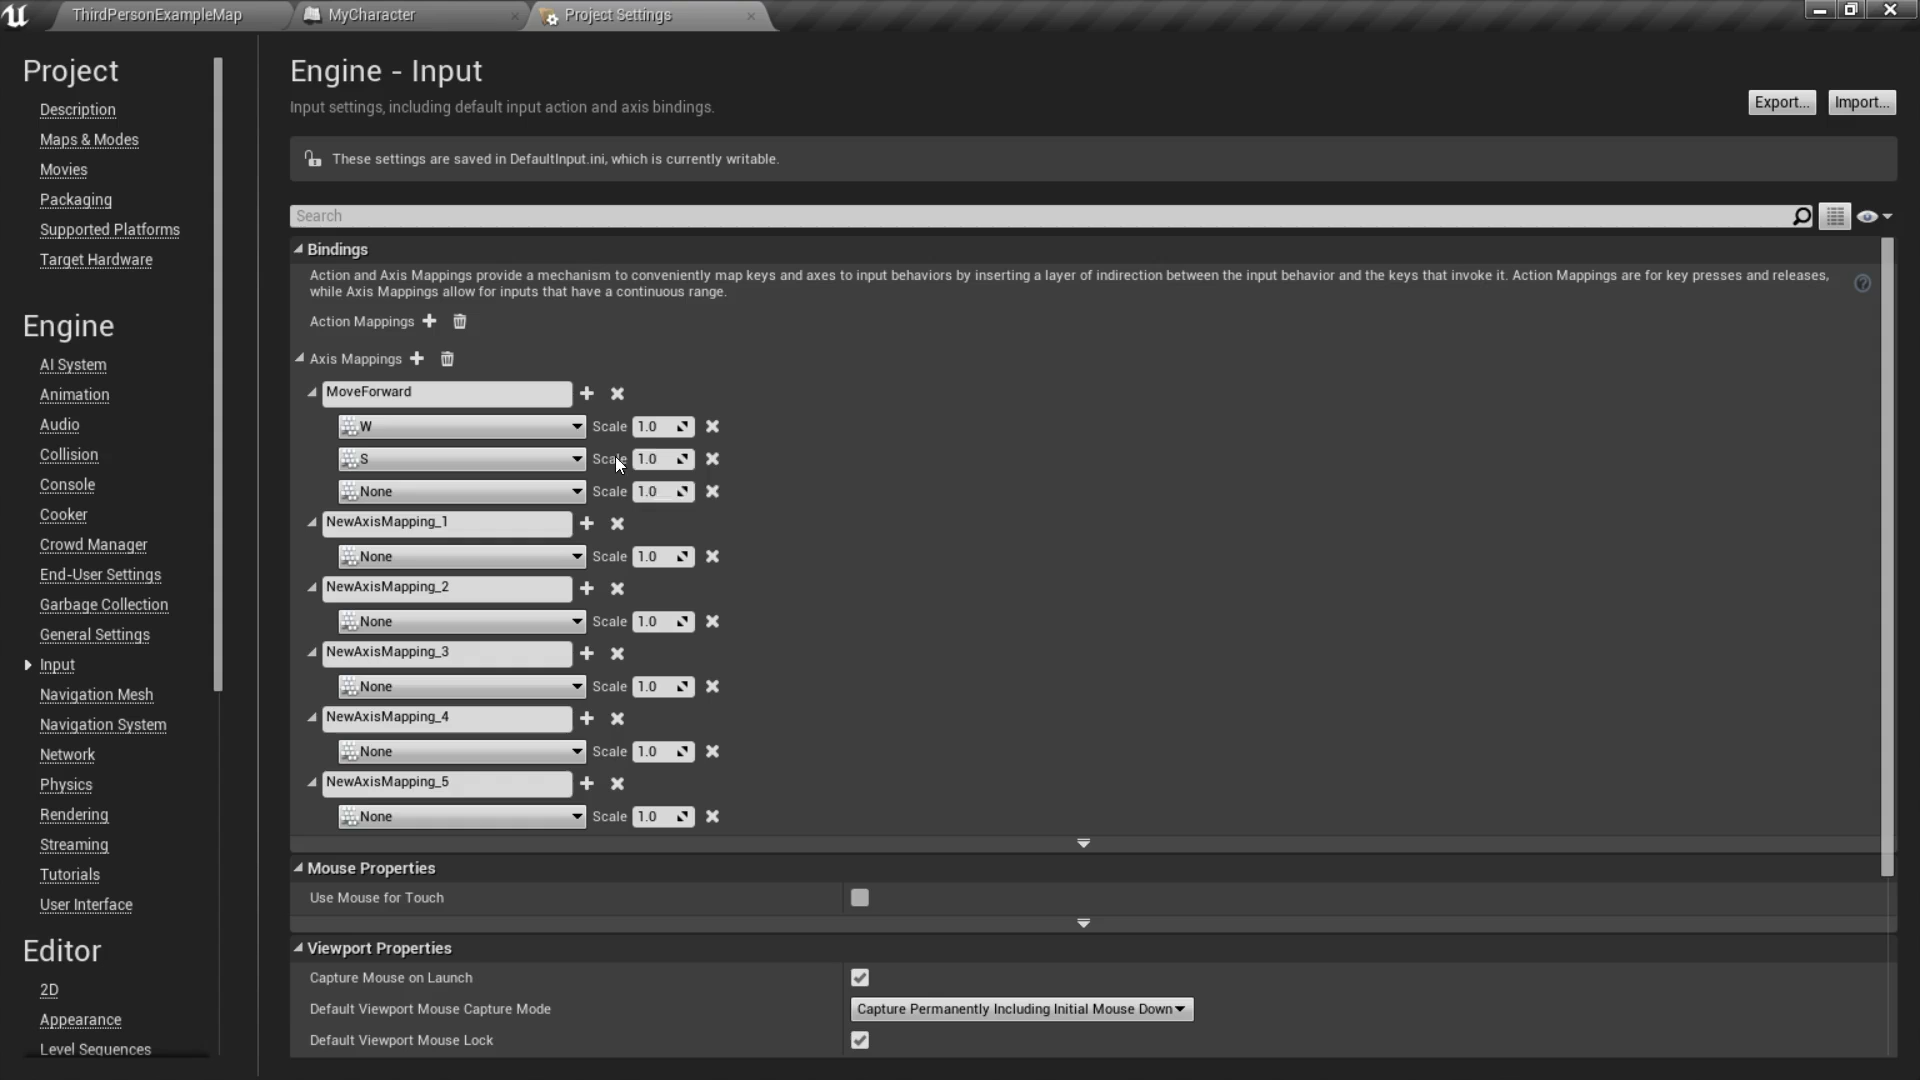 ThirdPersonExampleMap
MyCharacter
Project Settings
Project
Description
Maps & Modes
Movies
Packaging
Supported Platforms
Target Hardware
Engine
AI System
Animation
Audio
Collision
Console
Cooker
Crowd Manager
End-User Settings
Garbage Collection
General Settings
Input
Navigation Mesh
Navigation System
Network
Physics
Rendering
Streaming
Tutorials
User Interface
Editor
2D
Appearance
Level Sequences
Engine - Input
Input settings, including default input action and axis bindings.
Export... Import...
These settings are saved in DefaultInput.ini, which is currently writable.
Search
Bindings
Action and Axis Mappings provide a mechanism to conveniently map keys and axes to input behaviors by inserting a layer of indirection between the input behavior and the keys that invoke it. Action Mappings are for key presses and releases,
while Axis Mappings allow for inputs that have a continuous range.
Action Mappings
Axis Mappings
MoveForward
W Scale 1.0
S Scale 1.0
None Scale 1.0
NewAxisMapping_1
None Scale 1.0
NewAxisMapping_2
None Scale 1.0
NewAxisMapping_3
None Scale 1.0
NewAxisMapping_4
None Scale 1.0
NewAxisMapping_5
None Scale 1.0
Mouse Properties
Use Mouse for Touch
Viewport Properties
Capture Mouse on Launch
Default Viewport Mouse Capture Mode Capture Permanently Including Initial Mouse Down
Default Viewport Mouse Lock